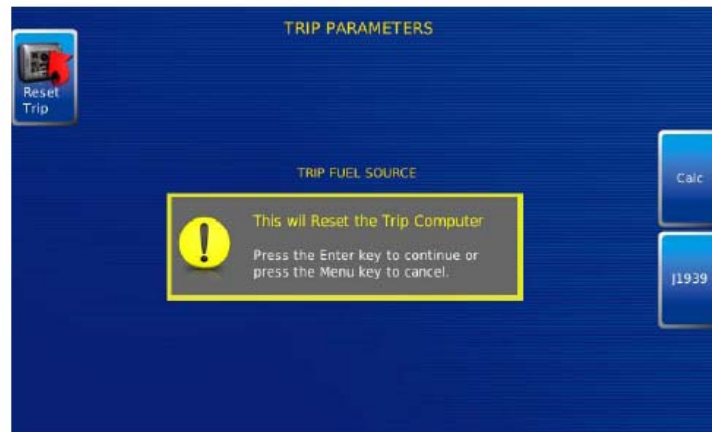 TRIP PARAMETERS
Reset
Trip
TRIP FUEL SOURCE
Calc
This wil Reset the Trip Computer
Press the Enter key to continue or
press the Menu key to cancel.
J1939